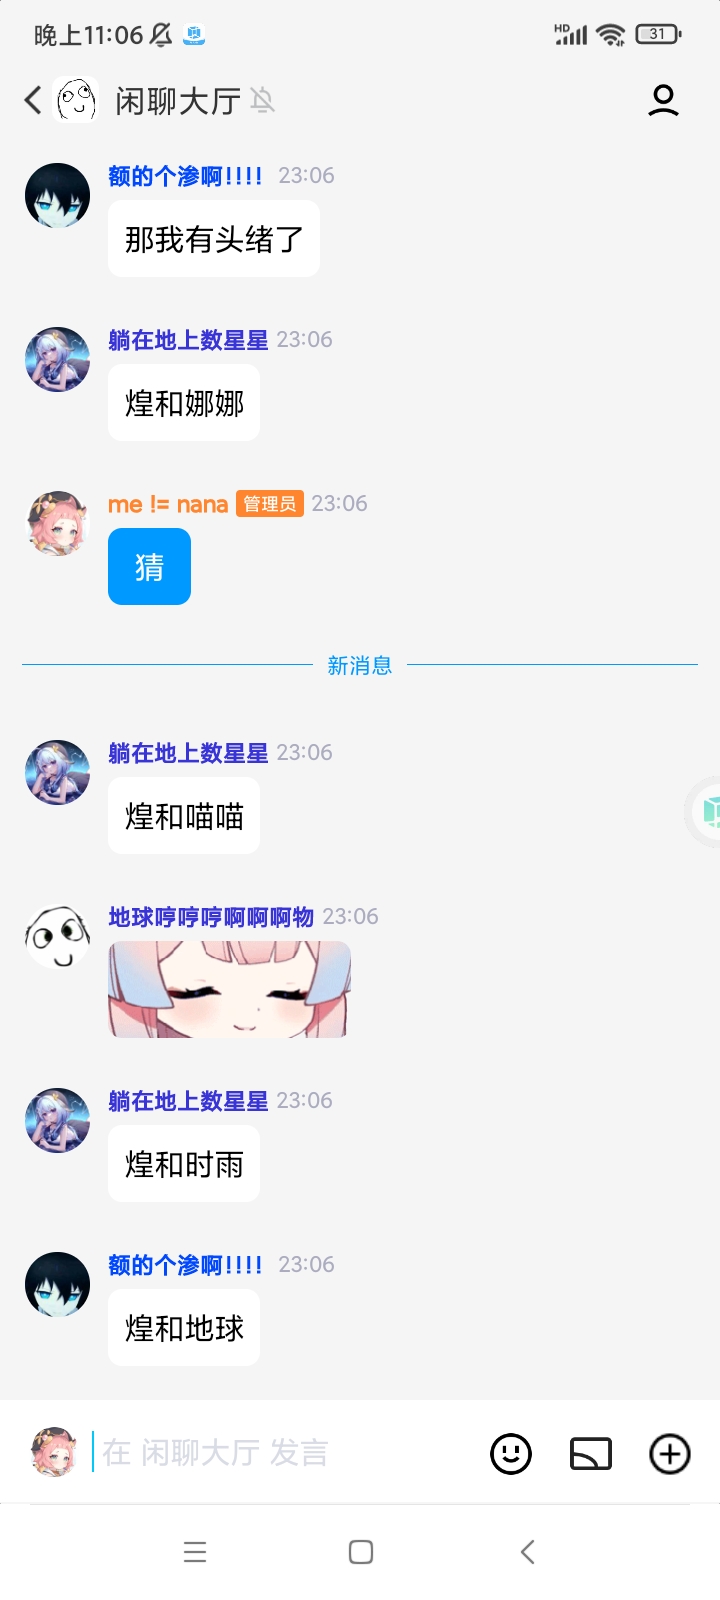 晚上11:06
HD
31
闲聊大厅
额的个渗啊!!!! 23:06
那我有头绪了
躺在地上数星星 23:06
煌和娜娜
me != nana 管理员 23:06
猜
新消息
躺在地上数星星 23:06
煌和喵喵
地球哼哼哼啊啊啊物 23:06
躺在地上数星星 23:06
煌和时雨
额的个渗啊!!!! 23:06
煌和地球
在 闲聊大厅 发言